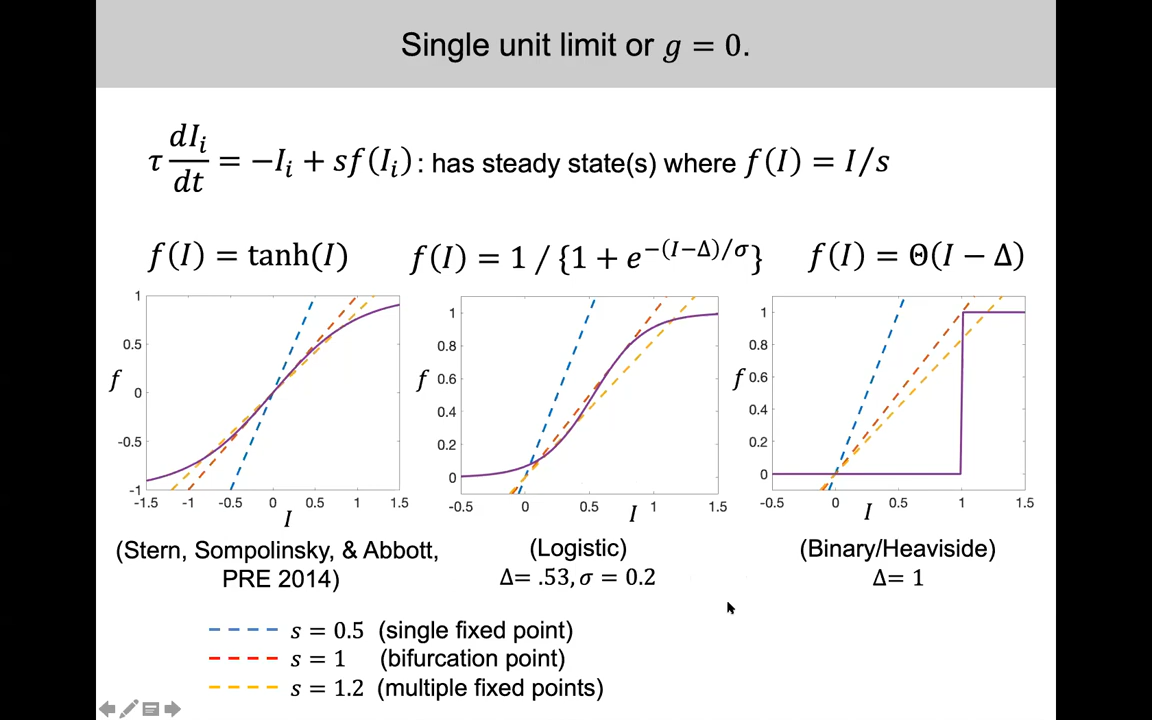 Single unit limit or g = 0.
τ dI_i/dt = −I_i + sf(I_i): has steady state(s) where f(I) = I/s
f(I) = tanh(I)
f(I) = 1 / {1 + e^{−(I−Δ)/σ}}
f(I) = Θ(I − Δ)
1
0.5
f
0
-0.5
-1
-1.5 -1 -0.5 0 0.5 1 1.5
I
1
0.8
f 0.6
0.4
0.2
0
-0.5 0 0.5 1 1.5
I
1
0.8
f 0.6
0.4
0.2
0
-0.5 0 0.5 1 1.5
I
(Stern, Sompolinsky, & Abbott,
PRE 2014)
(Logistic)
Δ= .53, σ = 0.2
(Binary/Heaviside)
Δ= 1
s = 0.5 (single fixed point)
s = 1 (bifurcation point)
s = 1.2 (multiple fixed points)